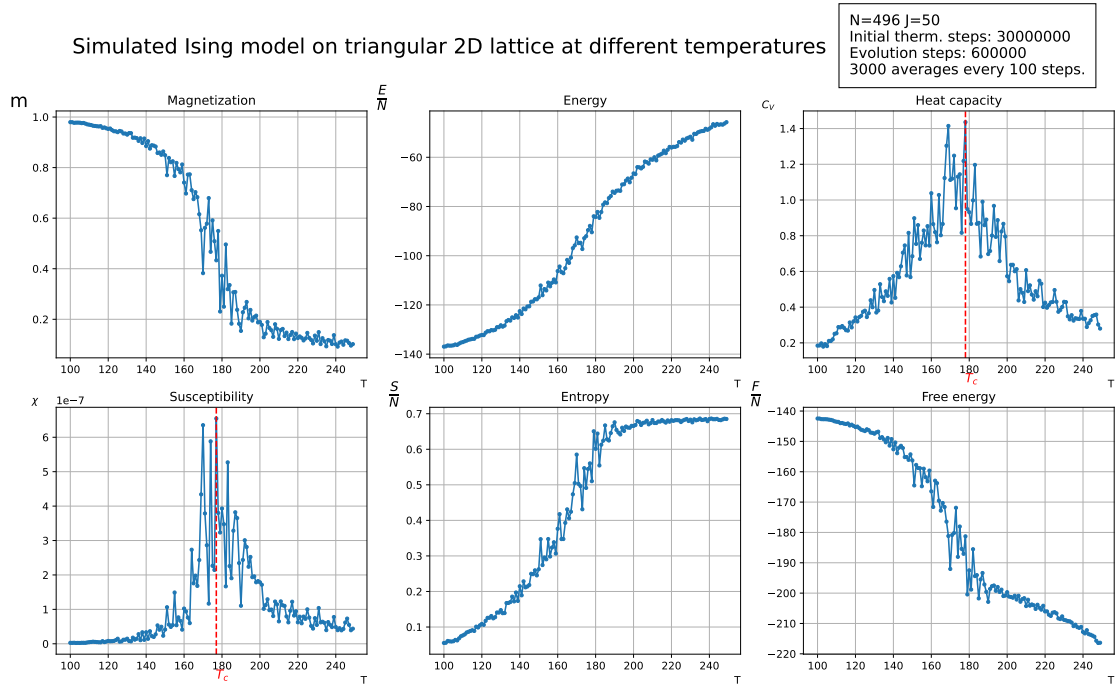 Simulated Ising model on triangular 2D lattice at different temperatures
N=496 J=50
Initial therm. steps: 30000000
Evolution steps: 600000
3000 averages every 100 steps.
m
Magnetization
1.0
0.8
0.6
0.4
0.2
100 120 140 160 180 200 220 240
T
E/N
Energy
−60
−80
−100
−120
−140
100 120 140 160 180 200 220 240
T
C_V
Heat capacity
1.4
1.2
1.0
0.8
0.6
0.4
0.2
100 120 140 160 180 200 220 240
T_c
T
χ
1e−7
Susceptibility
6
5
4
3
2
1
0
100 120 140 160 180 200 220 240
T_c
T
S/N
Entropy
0.7
0.6
0.5
0.4
0.3
0.2
0.1
100 120 140 160 180 200 220 240
T
F/N
Free energy
−140
−150
−160
−170
−180
−190
−200
−210
−220
100 120 140 160 180 200 220 240
T